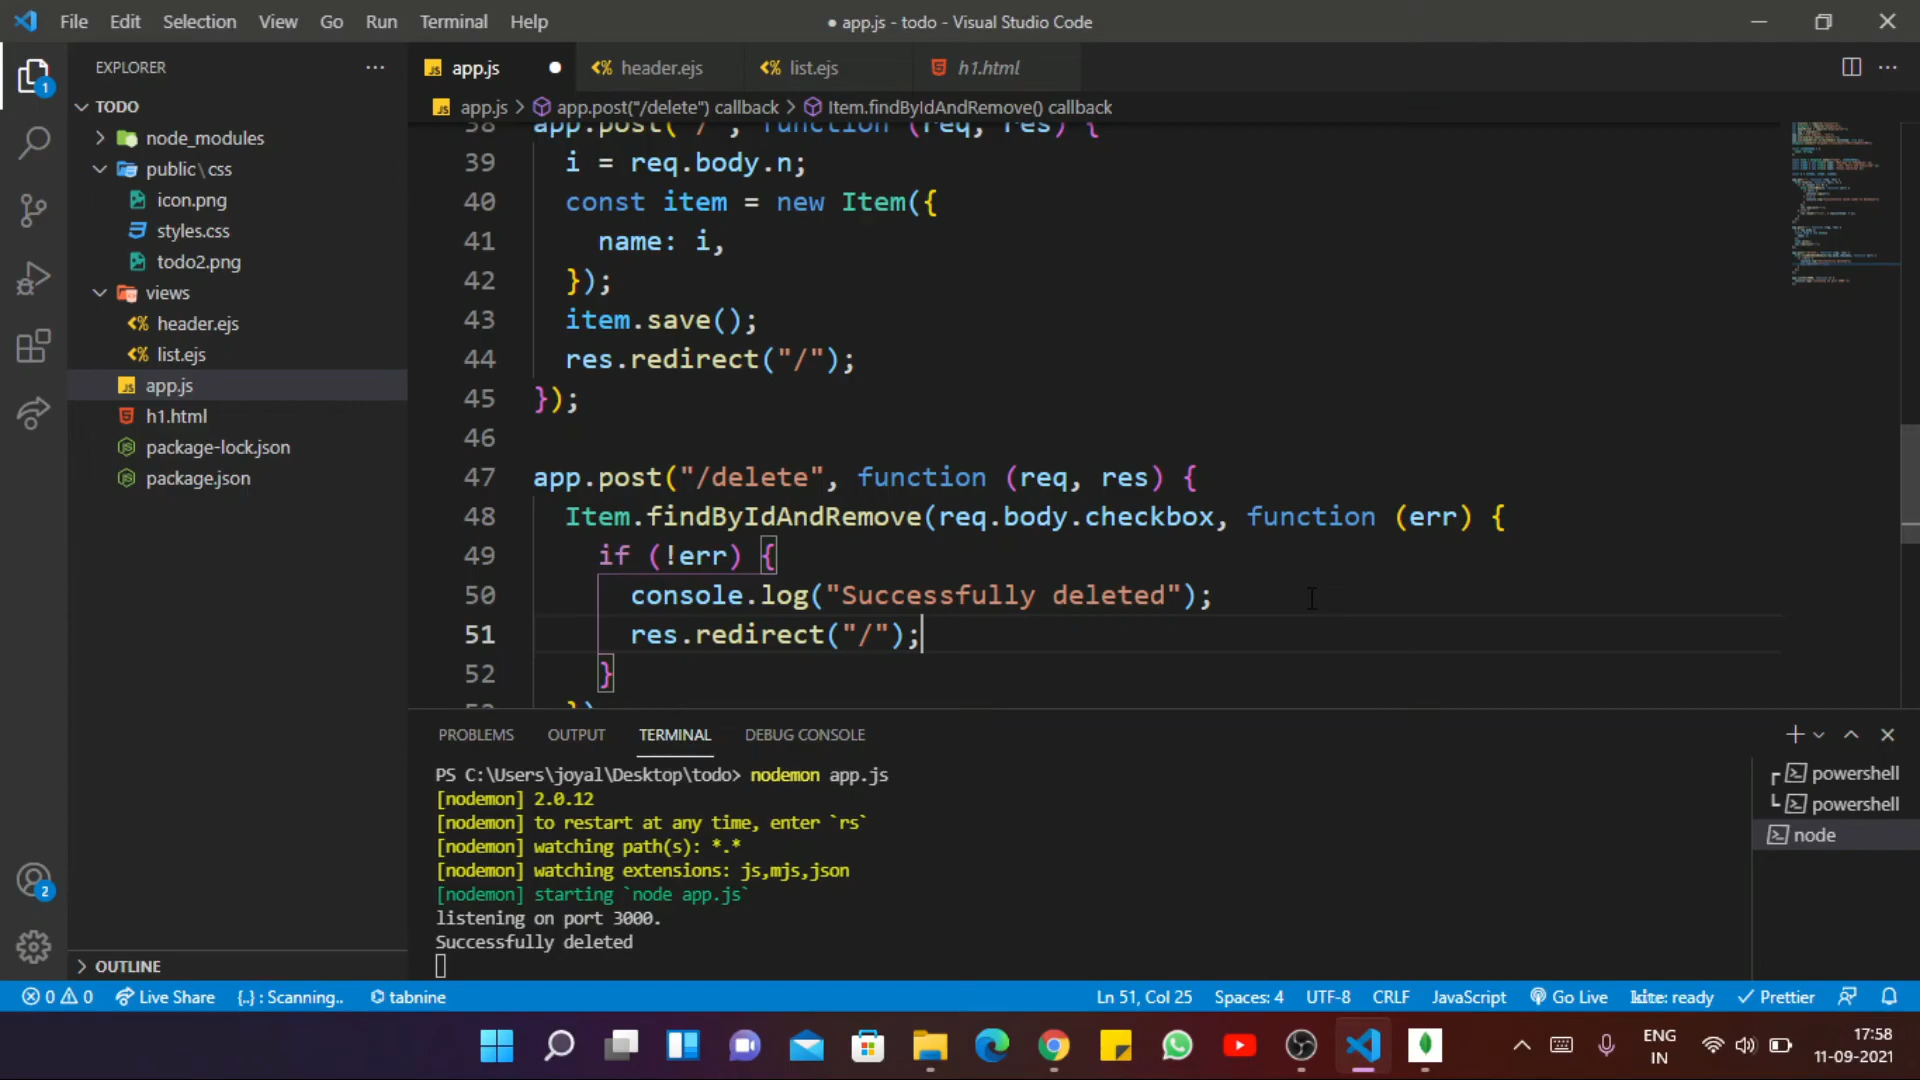 File Edit Selection View Go Run Terminal Help
● app.js - todo - Visual Studio Code
EXPLORER
TODO
node_modules
public\css
icon.png
styles.css
todo2.png
views
header.ejs
list.ejs
app.js
h1.html
package-lock.json
package.json
OUTLINE
app.js header.ejs list.ejs h1.html
app.js > app.post("/delete") callback > Item.findByIdAndRemove() callback
38 app.post("/", function (req, res) {
39 i = req.body.n;
40 const item = new Item({
41 name: i,
42 });
43 item.save();
44 res.redirect("/");
45 });
46
47 app.post("/delete", function (req, res) {
48 Item.findByIdAndRemove(req.body.checkbox, function (err) {
49 if (!err) {
50 console.log("Successfully deleted");
51 res.redirect("/");
52 }
53 })
PROBLEMS OUTPUT TERMINAL DEBUG CONSOLE
PS C:\Users\joyal\Desktop\todo> nodemon app.js
[nodemon] 2.0.12
[nodemon] to restart at any time, enter `rs`
[nodemon] watching path(s): *.*
[nodemon] watching extensions: js,mjs,json
[nodemon] starting `node app.js`
listening on port 3000.
Successfully deleted
powershell
powershell
node
1
2
0 0 Live Share {..} : Scanning.. tabnine Ln 51, Col 25 Spaces: 4 UTF-8 CRLF JavaScript Go Live kite: ready Prettier
ENG
IN
17:58
11-09-2021